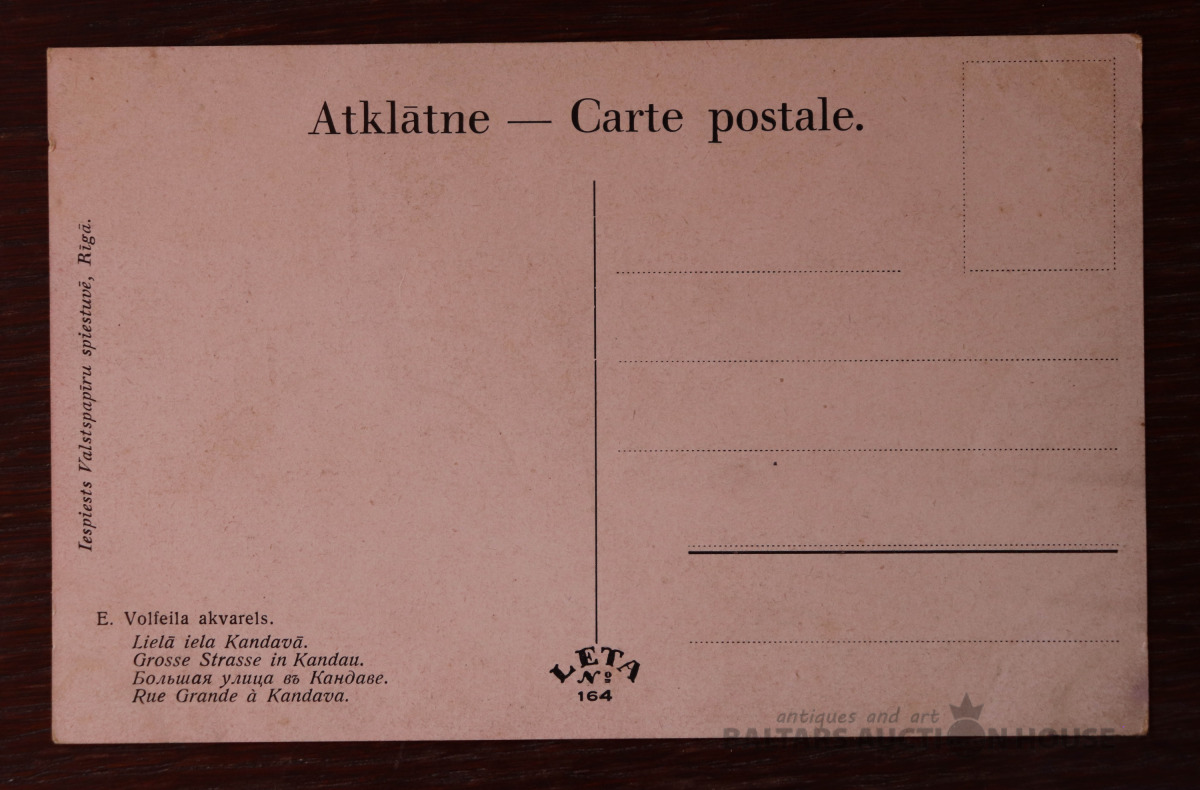 Atklātne — Carte postale.
Iespiests Valstspapīru spiestuvē, Rīgā.
E. Volfeila akvarels.
Lielā iela Kandavā.
Grosse Strasse in Kandau.
Большая улица въ Кандаве.
Rue Grande à Kandava.
LETA
№
164
antiques and art
BALTARS AUCTION HOUSE